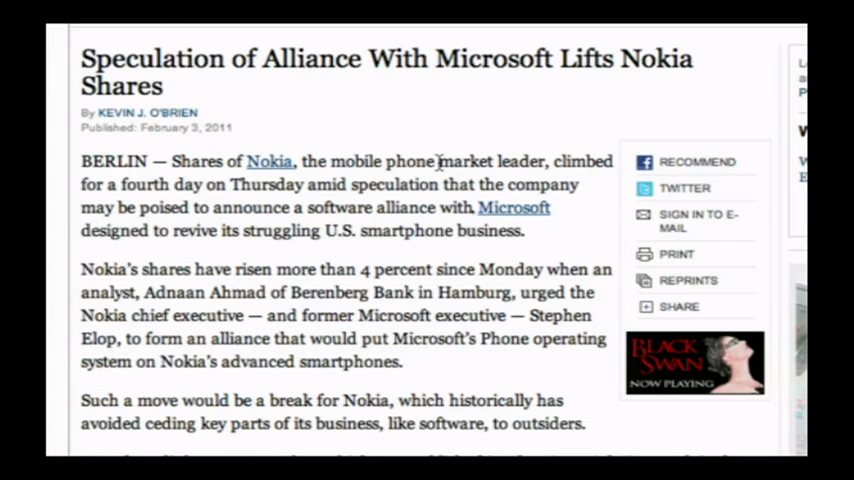 Speculation of Alliance With Microsoft Lifts Nokia
Shares
By KEVIN J. O'BRIEN
Published: February 3, 2011
BERLIN — Shares of Nokia, the mobile phone market leader, climbed
for a fourth day on Thursday amid speculation that the company
may be poised to announce a software alliance with Microsoft
designed to revive its struggling U.S. smartphone business.
Nokia's shares have risen more than 4 percent since Monday when an
analyst, Adnaan Ahmad of Berenberg Bank in Hamburg, urged the
Nokia chief executive — and former Microsoft executive — Stephen
Elop, to form an alliance that would put Microsoft's Phone operating
system on Nokia's advanced smartphones.
Such a move would be a break for Nokia, which historically has
avoided ceding key parts of its business, like software, to outsiders.
RECOMMEND
TWITTER
SIGN IN TO E-
MAIL
PRINT
REPRINTS
SHARE
BLACK
SWAN
NOW PLAYING